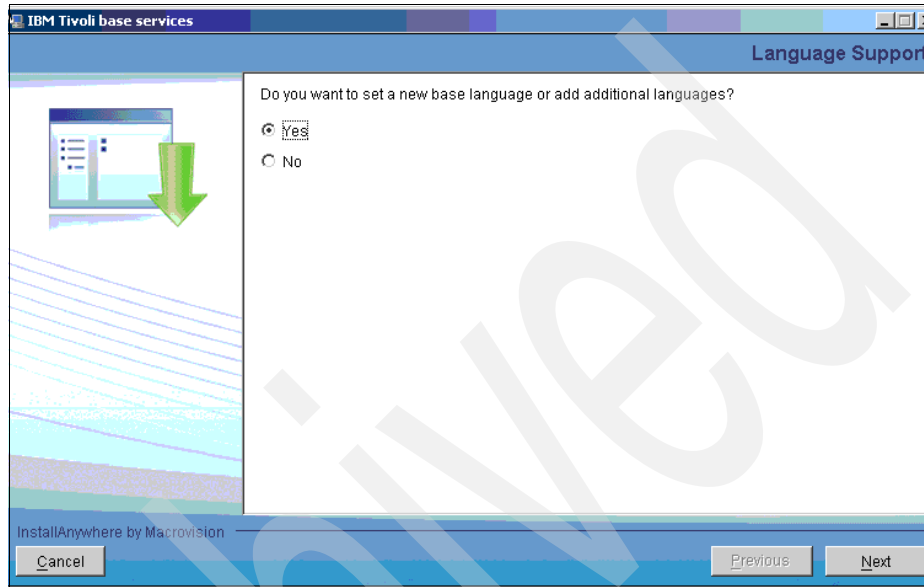 IBM Tivoli base services
Language Support
Do you want to set a new base language or add additional languages?
Yes
No
InstallAnywhere by Macrovision
Cancel
Previous
Next